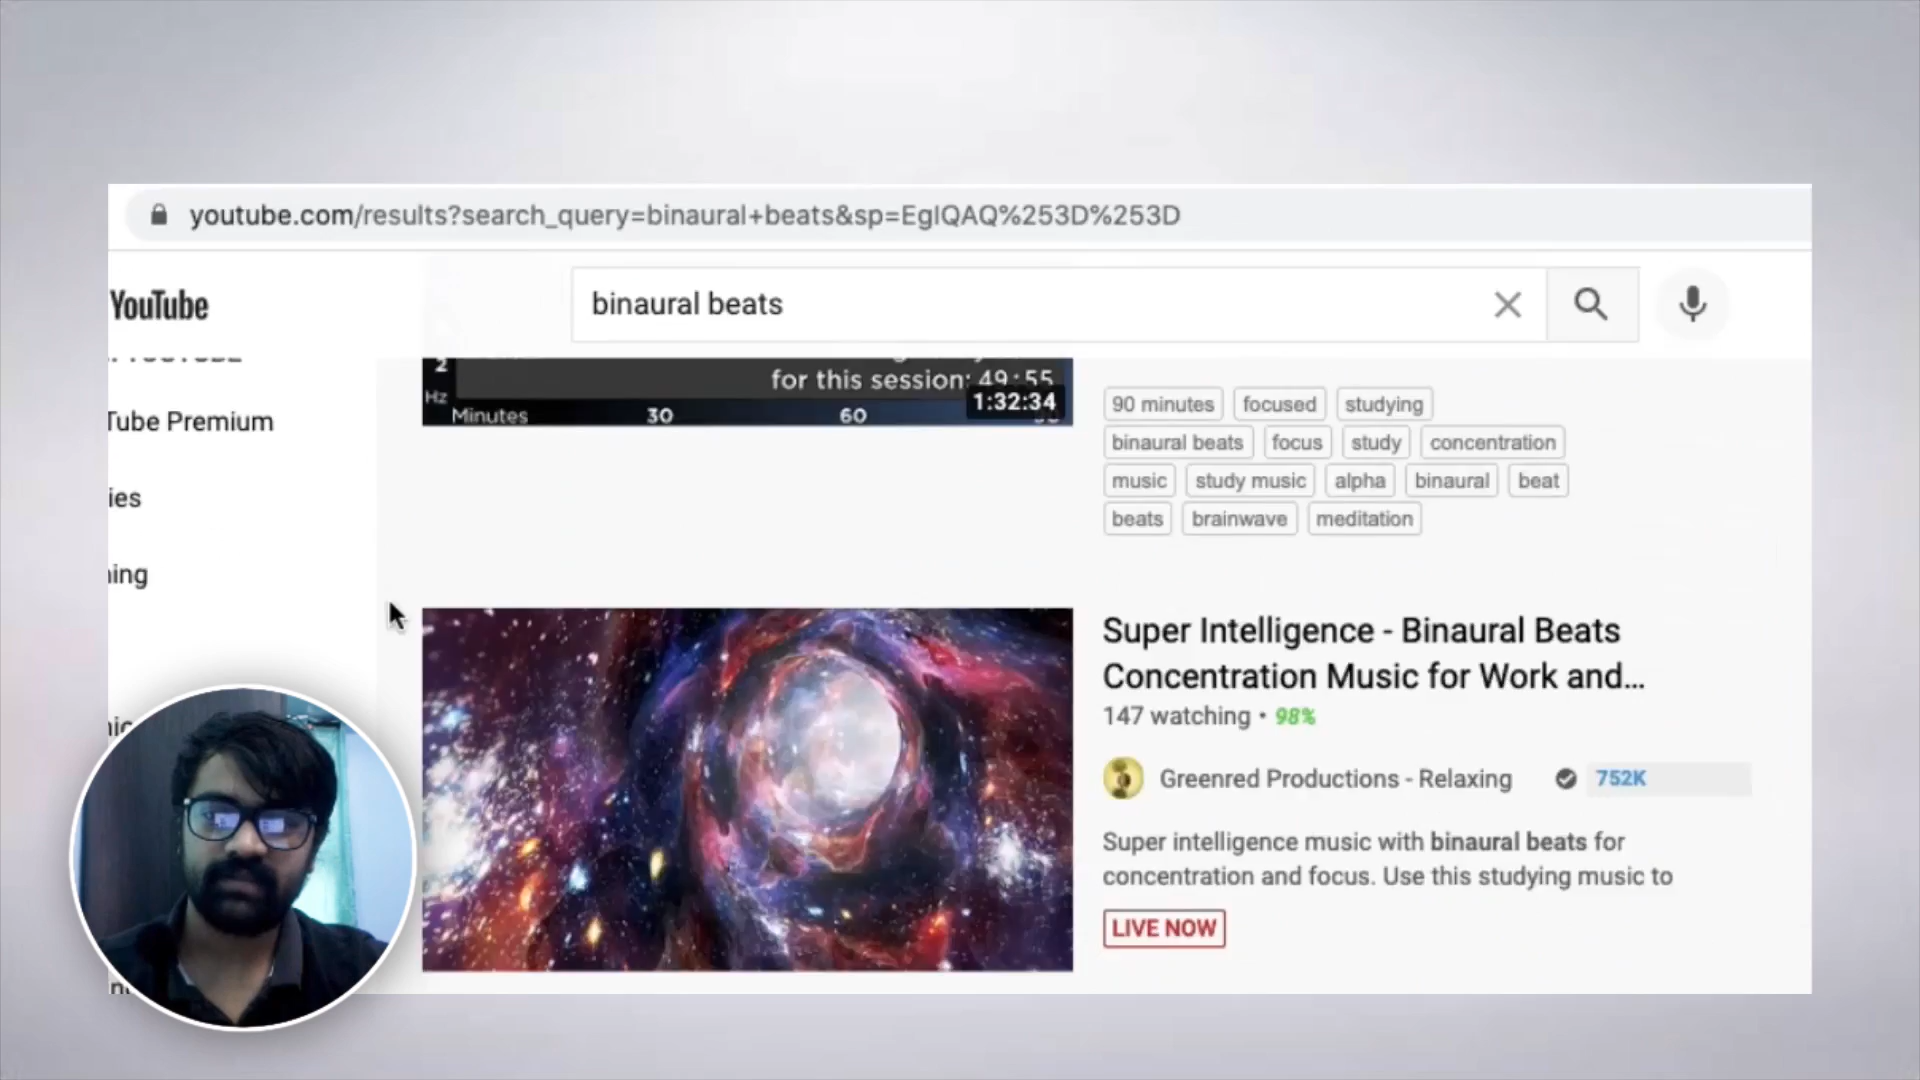 youtube.com/results?search_query=binaural+beats&sp=EgIQAQ%253D%253D
YouTube
binaural beats
Tube Premium
2
Hz
for this session: 49:55
1:32:34
Minutes 30 60
90 minutes focused studying
binaural beats focus study concentration
music study music alpha binaural beat
beats brainwave meditation
Super Intelligence - Binaural Beats
Concentration Music for Work and...
147 watching • 98%
Greenred Productions - Relaxing 752K
Super intelligence music with binaural beats for
concentration and focus. Use this studying music to
LIVE NOW